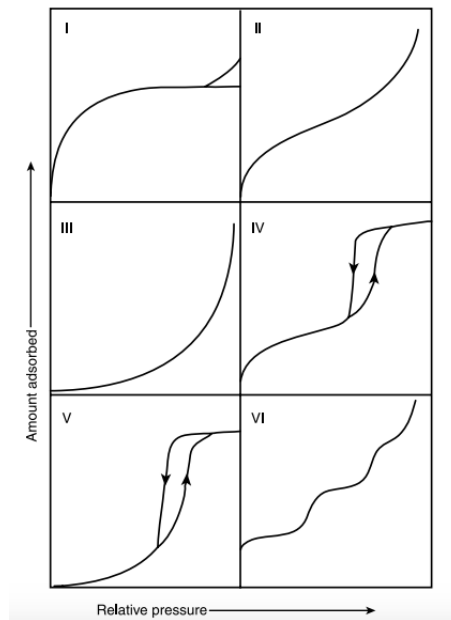 I
II
III
IV
V
VI
Amount adsorbed
Relative pressure